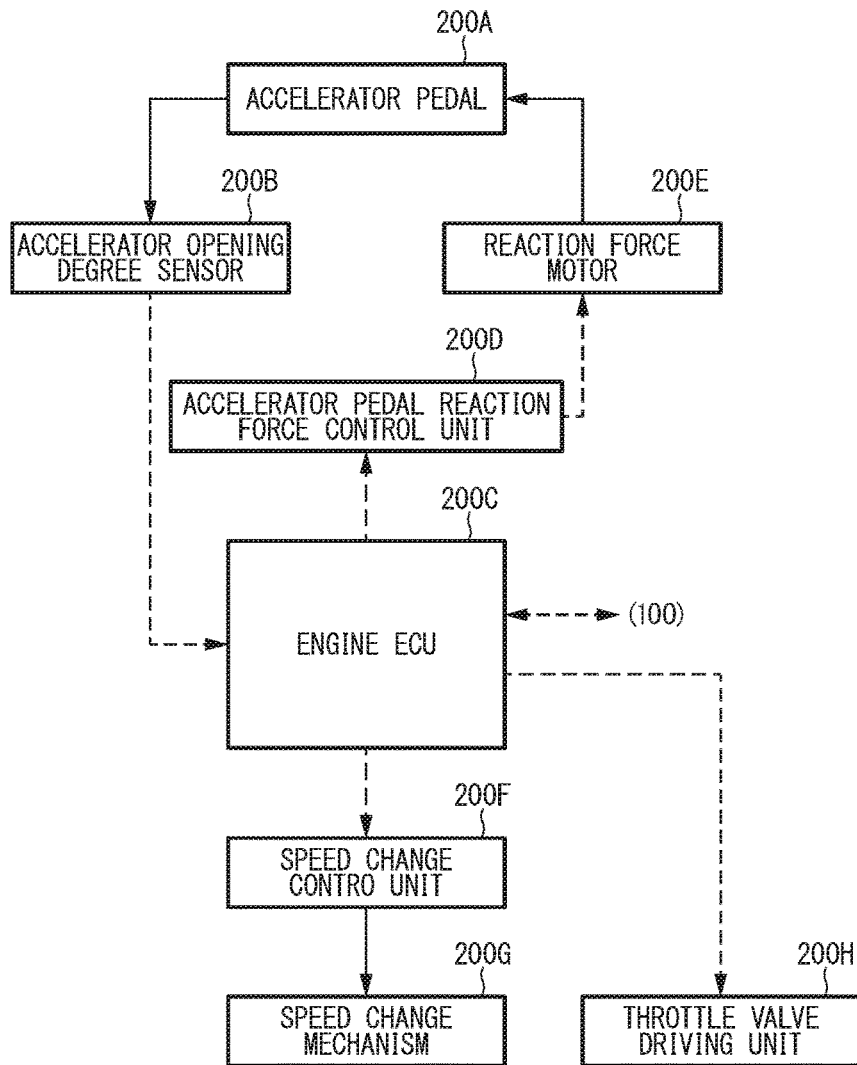 200A
ACCELERATOR PEDAL
200B
ACCELERATOR OPENING
DEGREE SENSOR
200E
REACTION FORCE
MOTOR
200D
ACCELERATOR PEDAL REACTION
FORCE CONTROL UNIT
200C
ENGINE ECU
(100)
200F
SPEED CHANGE
CONTRO UNIT
200G
SPEED CHANGE
MECHANISM
200H
THROTTLE VALVE
DRIVING UNIT